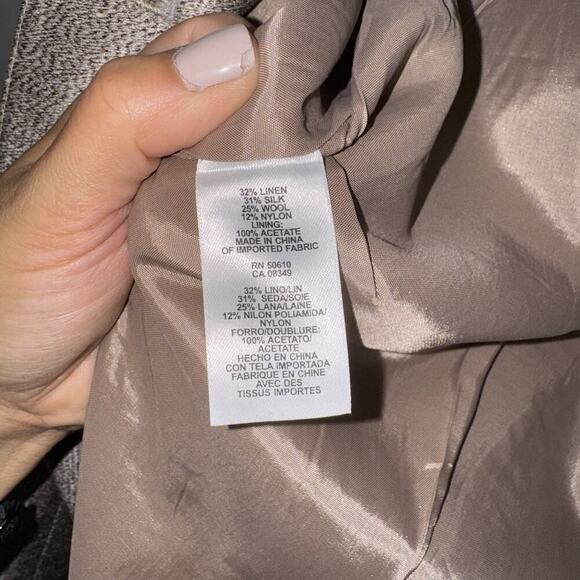 32% LINEN
31% SILK
25% WOOL
12% NYLON
LINING:
100% ACETATE
MADE IN CHINA
OF IMPORTED FABRIC
RN 50610
CA 08349
32% LINO/LIN
31% SEDA/SOIE
25% LANA/LAINE
12% NILON POLIAMIDA/
NYLON
FORRO/DOUBLURE:
100% ACETATO/
ACETATE
HECHO EN CHINA
CON TELA IMPORTADA
FABRIQUE EN CHINE
AVEC DES
TISSUS IMPORTES